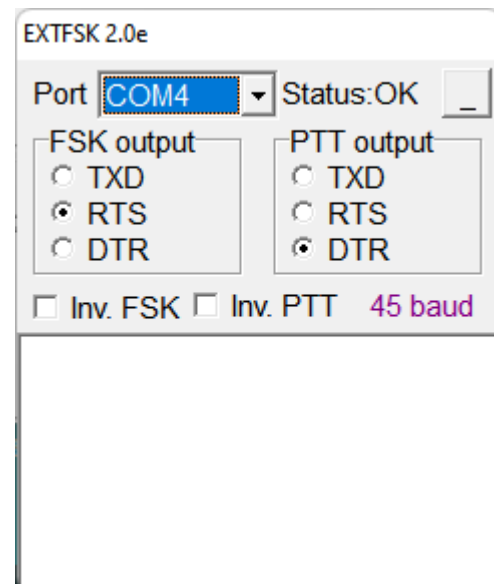 EXTFSK 2.0e
Port COM4 Status:OK _
FSK output PTT output
TXD TXD
RTS RTS
DTR DTR
Inv. FSK Inv. PTT 45 baud